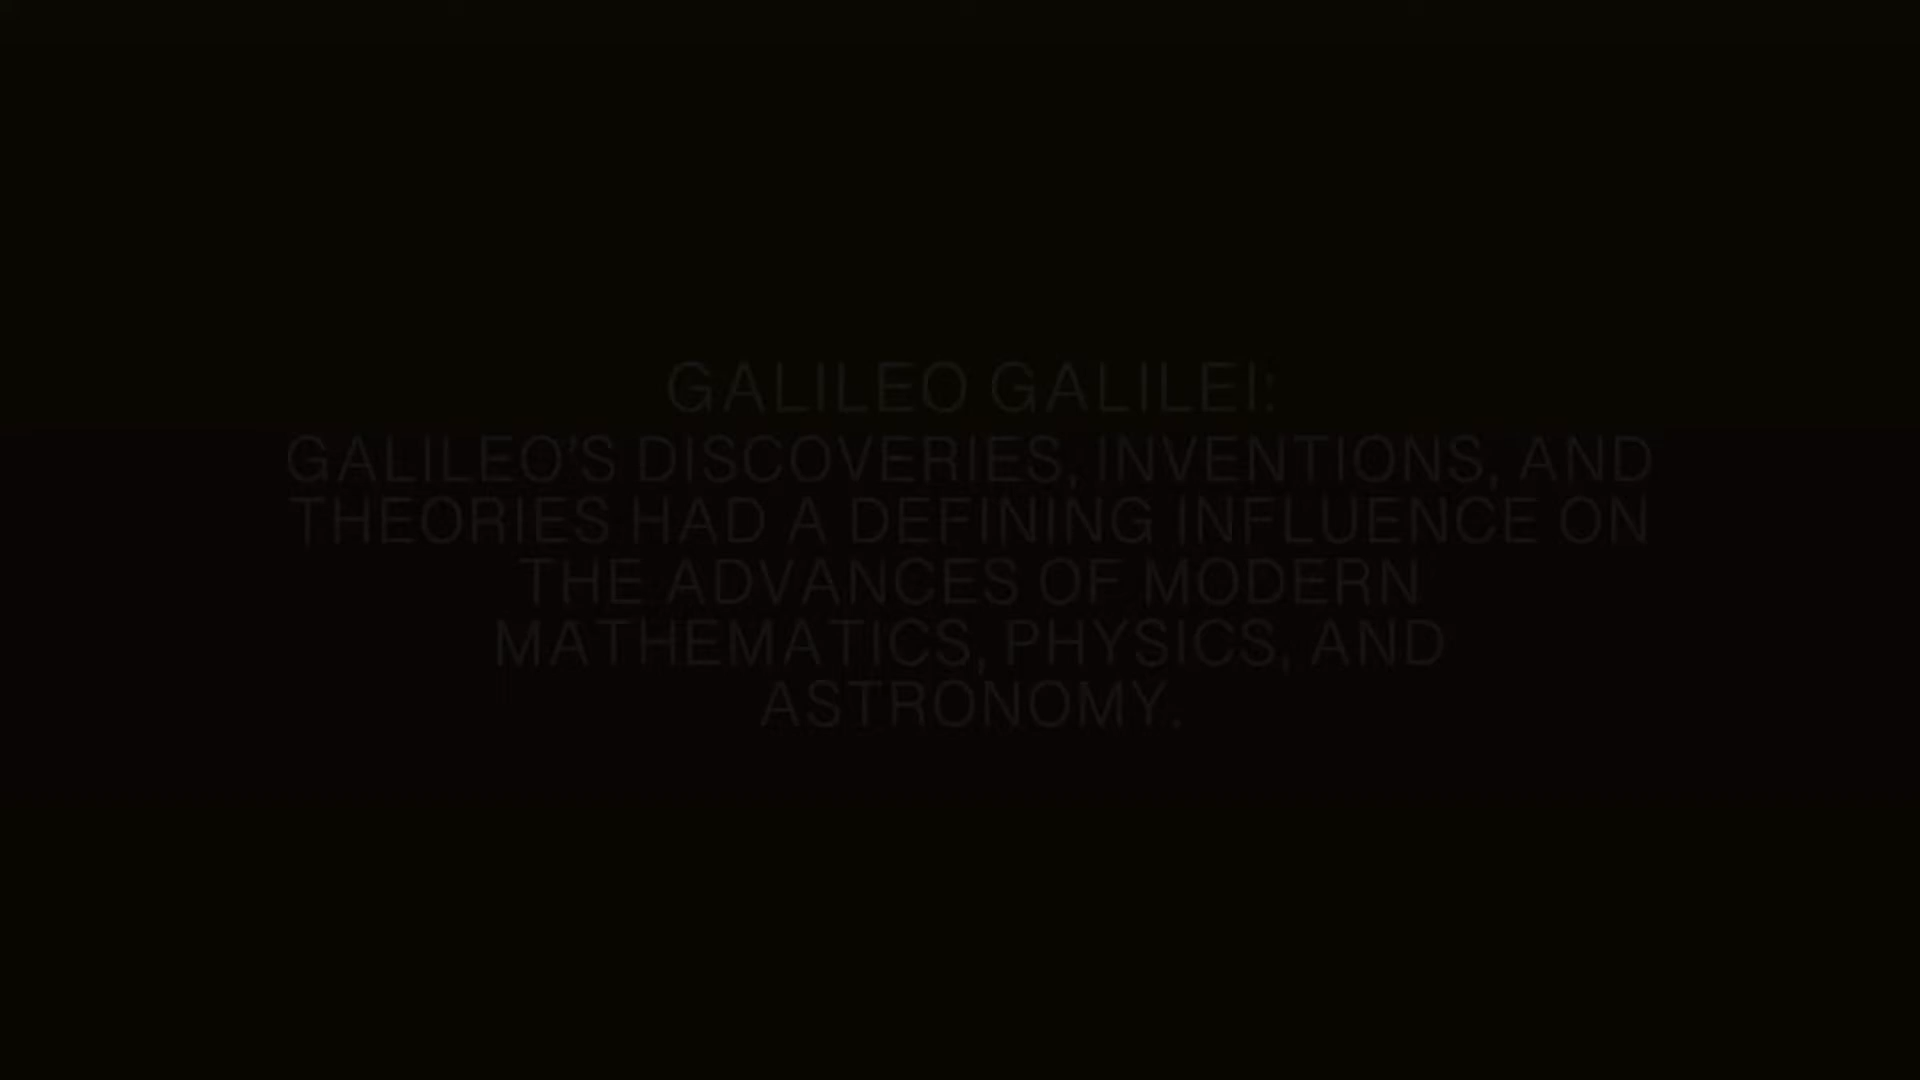 GALILEO GALILEI:
GALILEO'S DISCOVERIES, INVENTIONS, AND
THEORIES HAD A DEFINING INFLUENCE ON
THE ADVANCES OF MODERN
MATHEMATICS, PHYSICS, AND
ASTRONOMY.